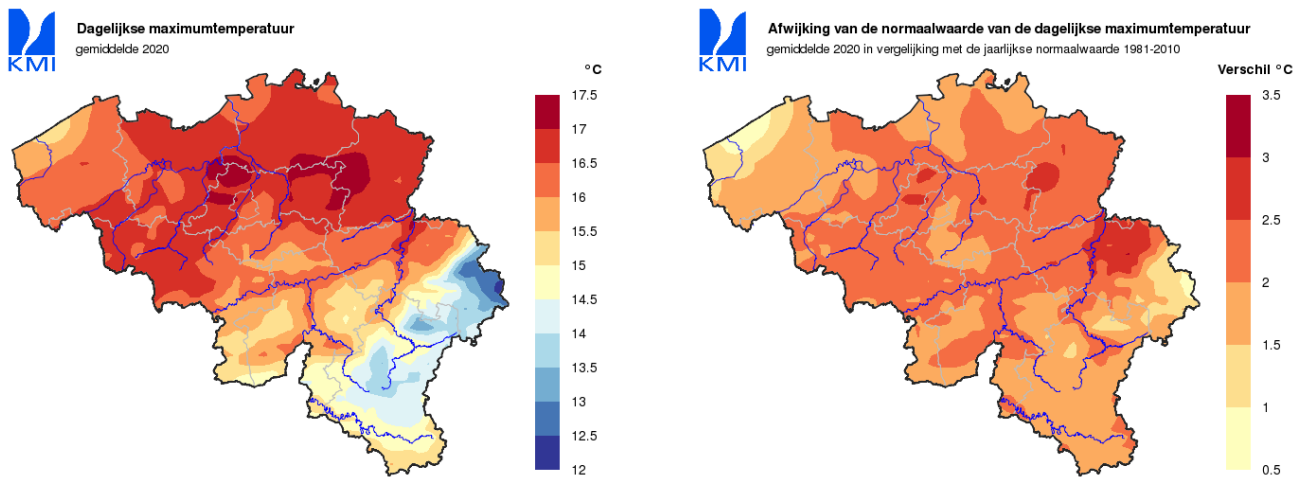 Dagelijkse maximumtemperatuur
gemiddelde 2020
KMI
°C
17.5
17
16.5
16
15.5
15
14.5
14
13.5
13
12.5
12
Afwijking van de normaalwaarde van de dagelijkse maximumtemperatuur
gemiddelde 2020 in vergelijking met de jaarlijkse normaalwaarde 1981-2010
KMI
Verschil °C
3.5
3
2.5
2
1.5
1
0.5